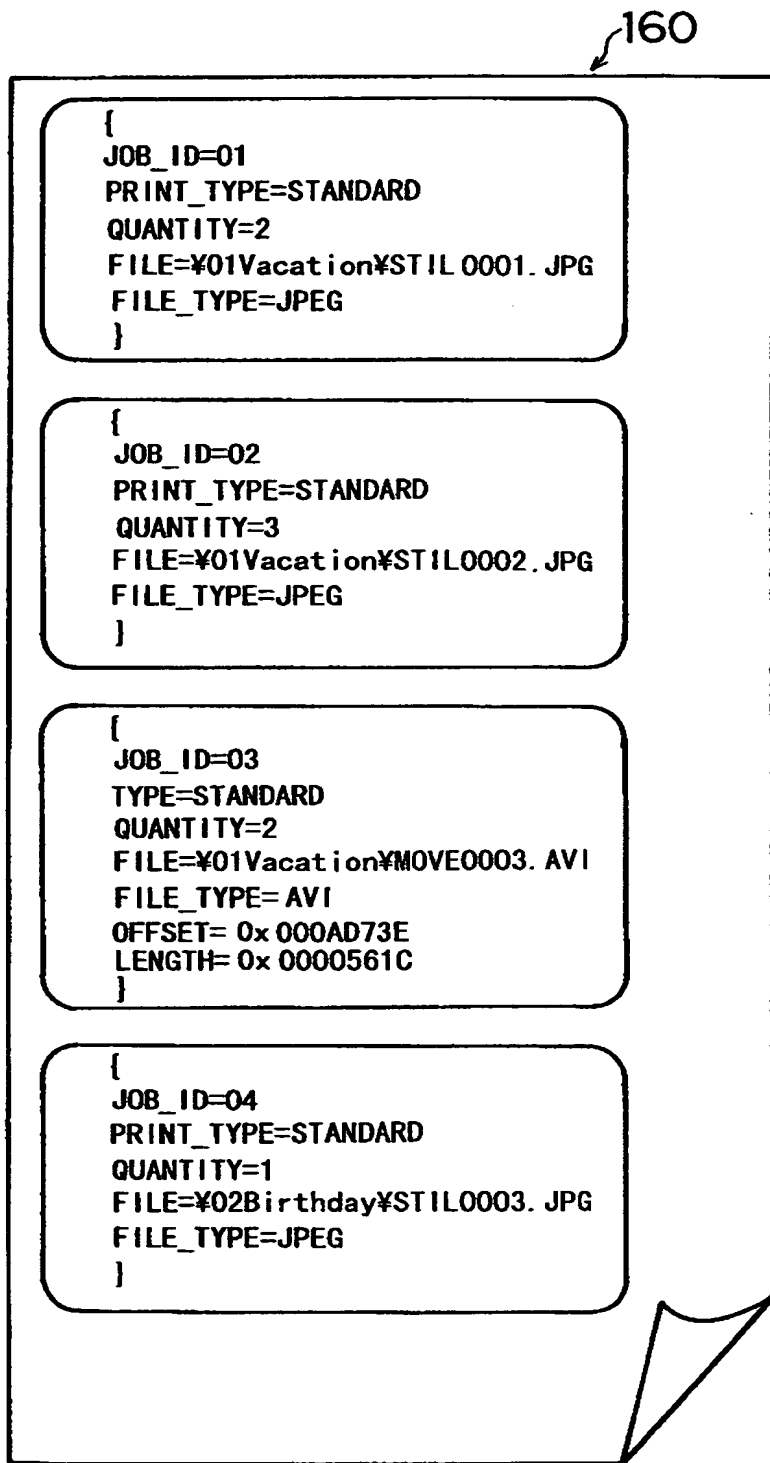 160
{
JOB_ID=01
PRINT_TYPE=STANDARD
QUANTITY=2
FILE=¥01Vacation¥STIL0001.JPG
FILE_TYPE=JPEG
}
{
JOB_ID=02
PRINT_TYPE=STANDARD
QUANTITY=3
FILE=¥01Vacation¥STIL0002.JPG
FILE_TYPE=JPEG
}
{
JOB_ID=03
TYPE=STANDARD
QUANTITY=2
FILE=¥01Vacation¥MOVE0003.AVI
FILE_TYPE=AVI
OFFSET=0x000AD73E
LENGTH=0x0000561C
}
{
JOB_ID=04
PRINT_TYPE=STANDARD
QUANTITY=1
FILE=¥02Birthday¥STIL0003.JPG
FILE_TYPE=JPEG
}